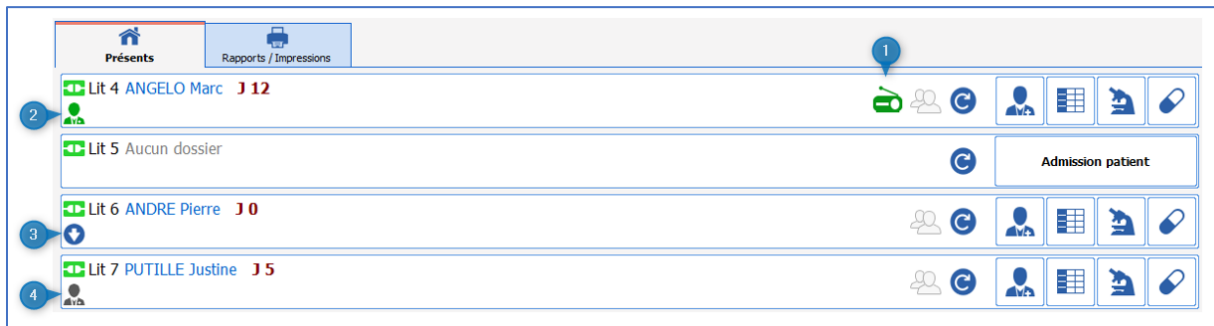 Présents
Rapports / Impressions
1
Lit 4 ANGELO Marc J 12
2
Lit 5 Aucun dossier
Admission patient
Lit 6 ANDRE Pierre J 0
3
Lit 7 PUTILLE Justine J 5
4